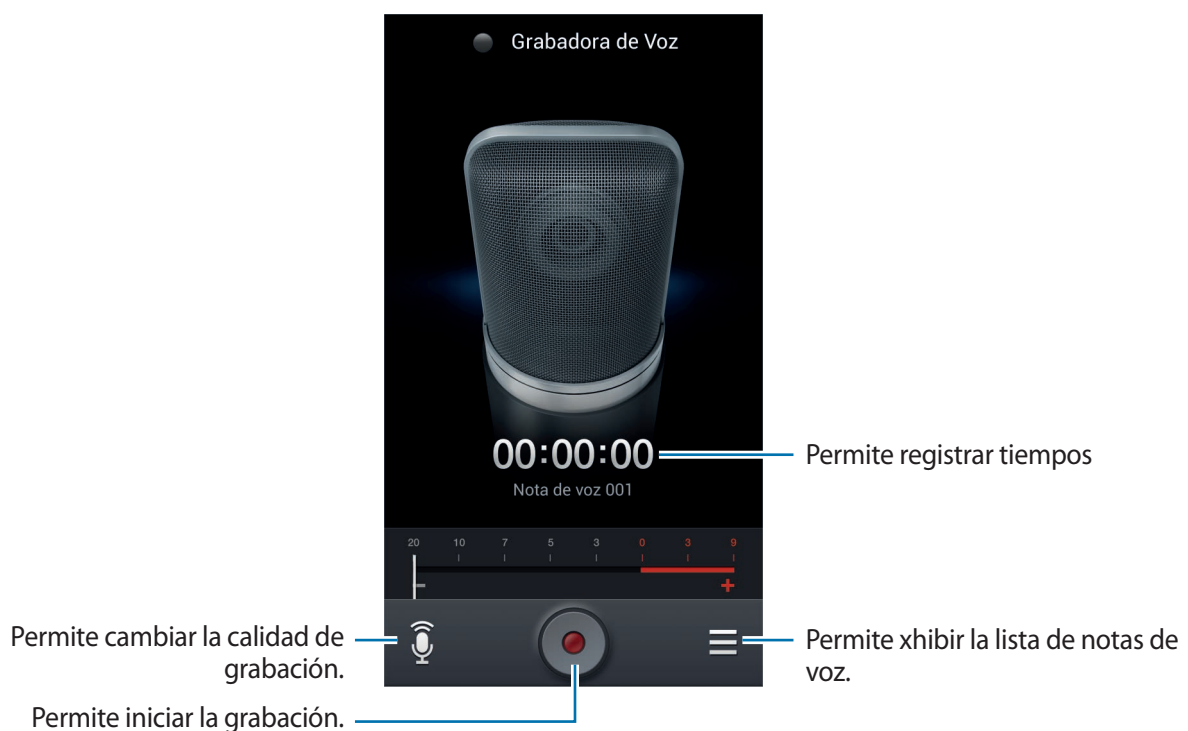 Grabadora de Voz
00:00:00
Permite registrar tiempos
Nota de voz 001
20 10 7 5 3 0 3 9
- +
Permite cambiar la calidad de
grabación.
Permite xhibir la lista de notas de
voz.
Permite iniciar la grabación.